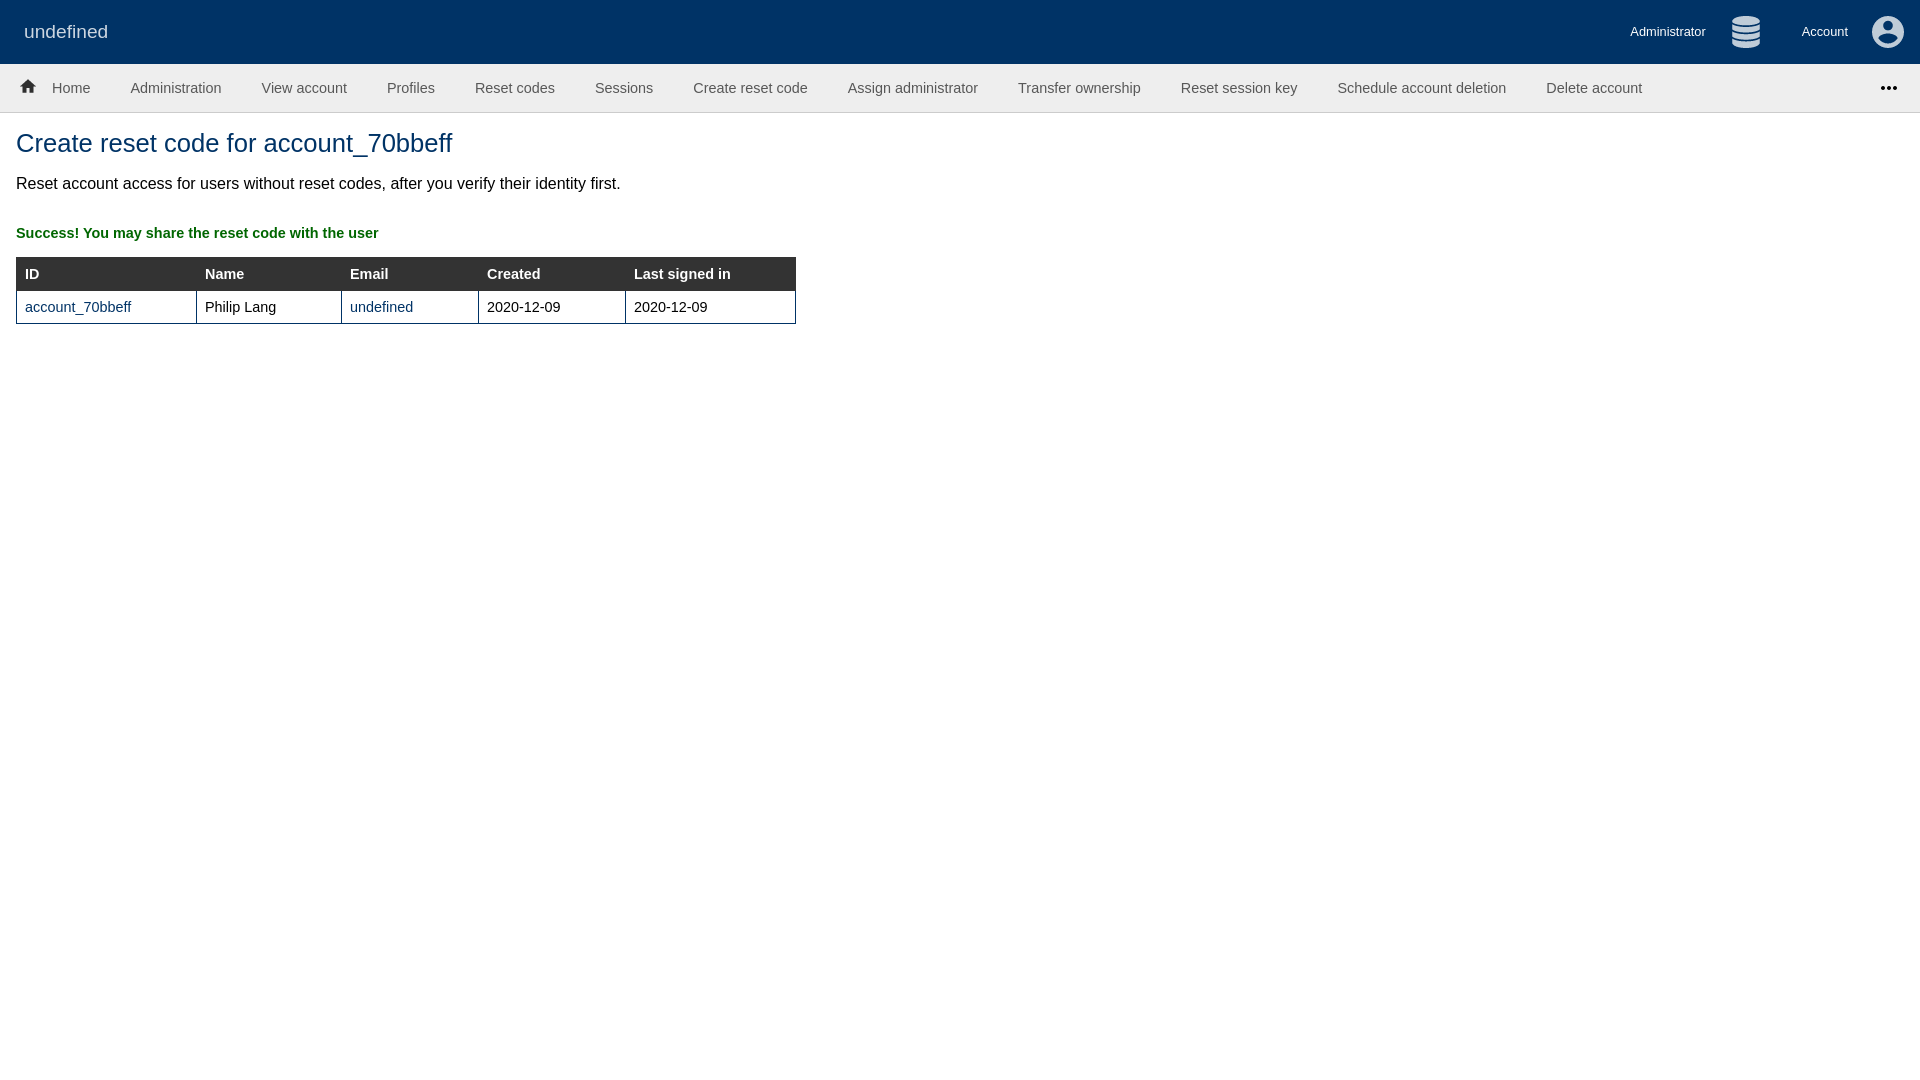 undefined
Administrator Account
Home Administration View account Profiles Reset codes Sessions Create reset code Assign administrator Transfer ownership Reset session key Schedule account deletion Delete account
Create reset code for account_70bbeff
Reset account access for users without reset codes, after you verify their identity first.
Success! You may share the reset code with the user
ID Name Email Created Last signed in
account_70bbeff Philip Lang undefined 2020-12-09 2020-12-09